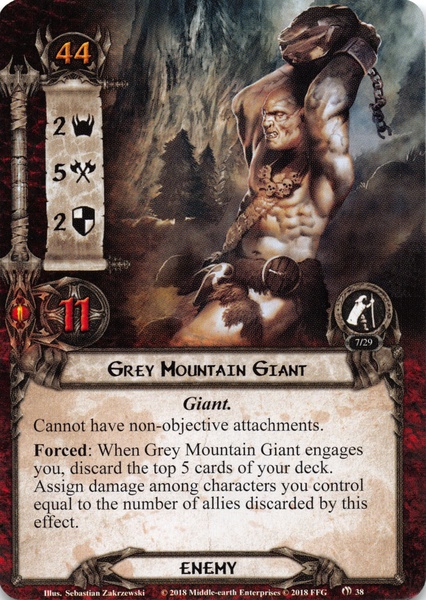 44
2
5
2
11
7/29
Grey Mountain Giant
Giant.
Cannot have non-objective attachments.
Forced: When Grey Mountain Giant engages
you, discard the top 5 cards of your deck.
Assign damage among characters you control
equal to the number of allies discarded by this
effect.
ENEMY
Illus. Sebastian Zakrzewski © 2018 Middle-earth Enterprises © 2018 FFG 38